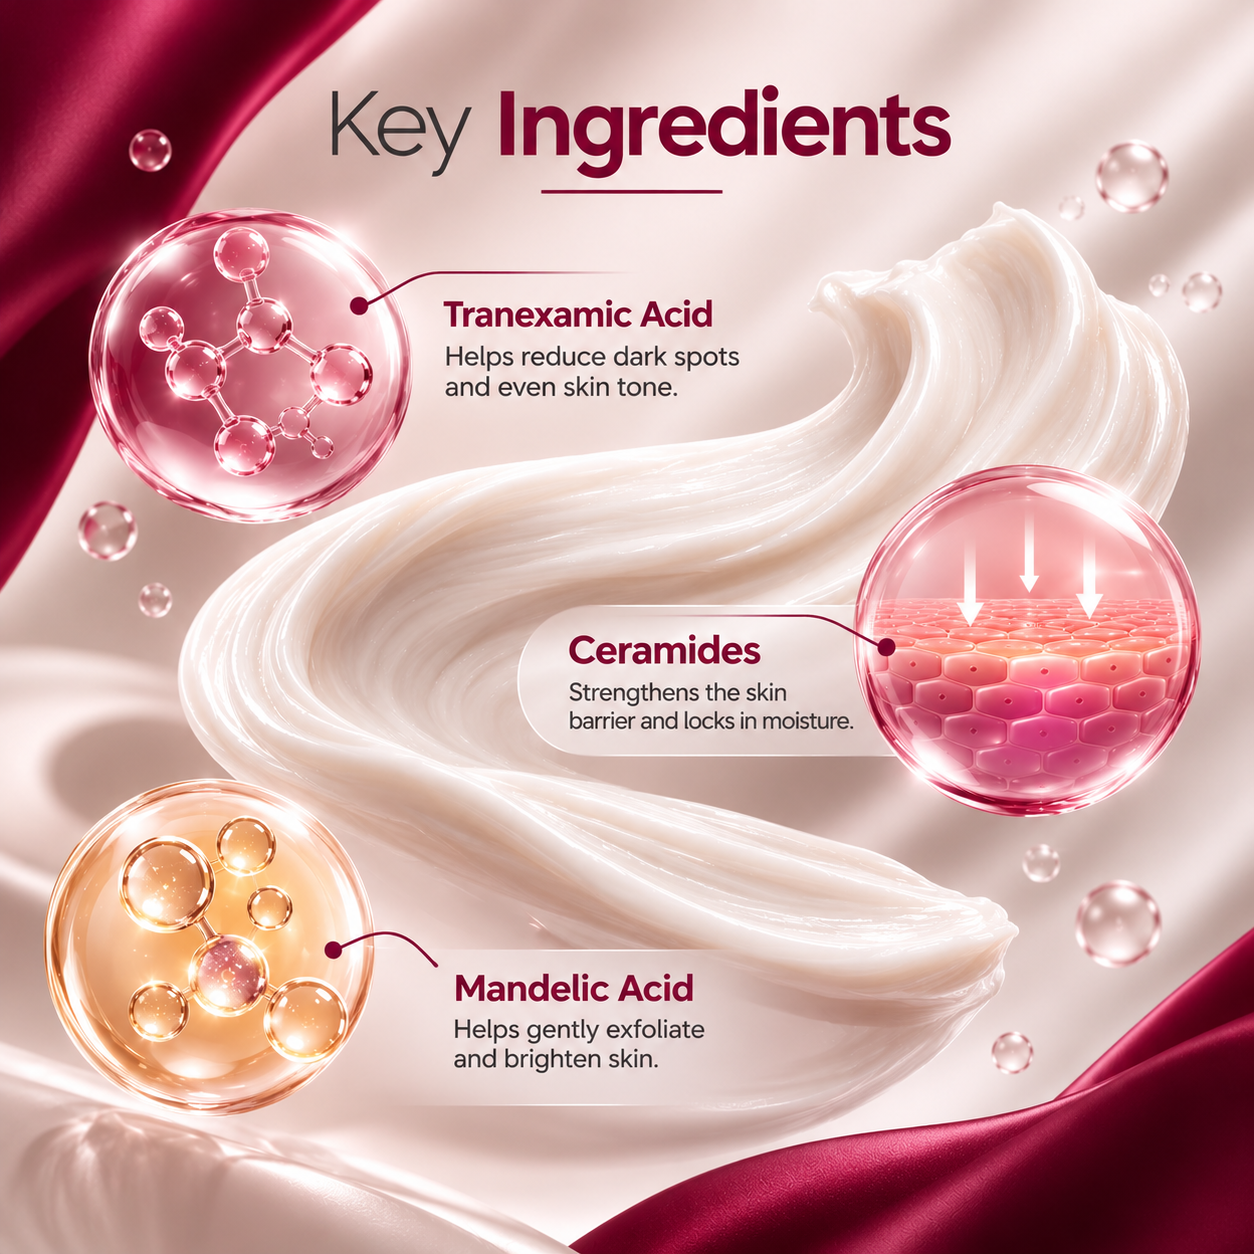 Key Ingredients
Tranexamic Acid
Helps reduce dark spots
and even skin tone.
Ceramides
Strengthens the skin
barrier and locks in moisture.
Mandelic Acid
Helps gently exfoliate
and brighten skin.